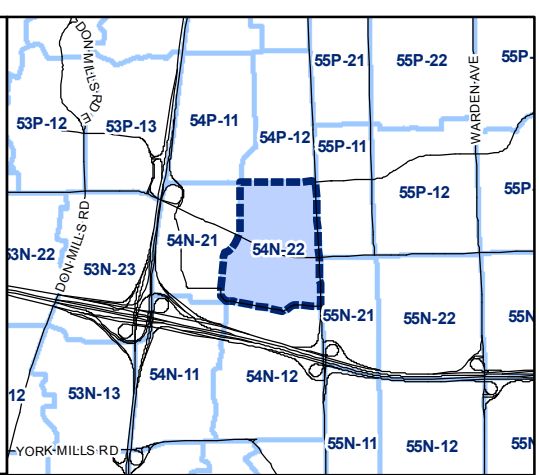 DON MILLS RD E
55P-21
55P-22
55P-
WARDEN AVE
53P-12
53P-13
54P-11
54P-12
55P-11
55P-12
55P
DON MILLS RD
54N-21
54N-22
53N-22
53N-23
55N-21
55N-22
55N
12
53N-13
54N-11
54N-12
YORK MILLS RD
55N-11
55N-12
55N